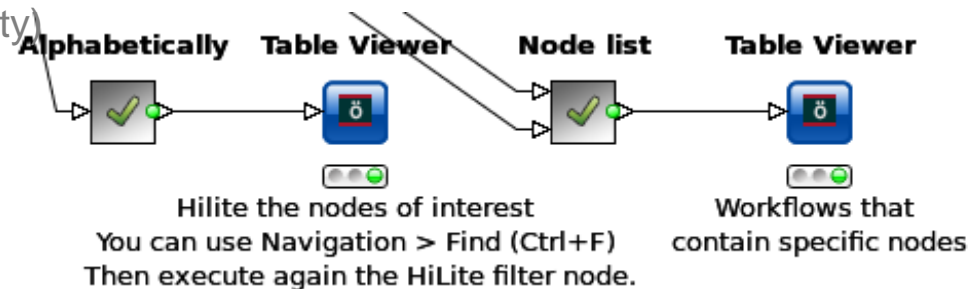 ty)
Alphabetically
Table Viewer
Node list
Table Viewer
ö
ö
Hilite the nodes of interest
You can use Navigation > Find (Ctrl+F)
Then execute again the HiLite filter node.
Workflows that
contain specific nodes